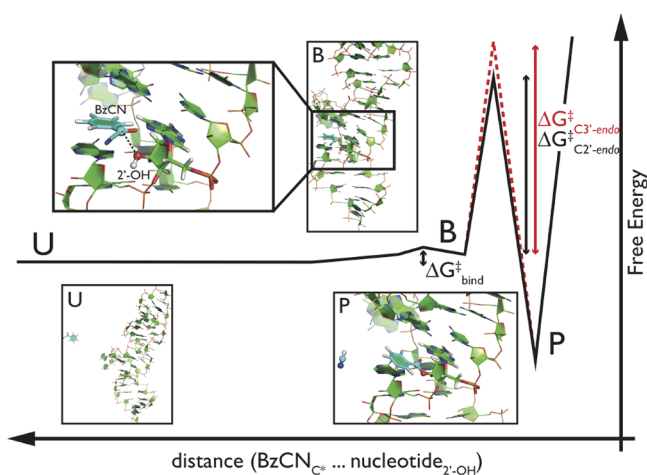 B
BzCN
2'-OH
ΔG‡C3'-endo
ΔG‡C2'-endo
U
B
ΔG‡bind
Free Energy
U
P
P
distance (BzCNC* ... nucleotide2'-OH)